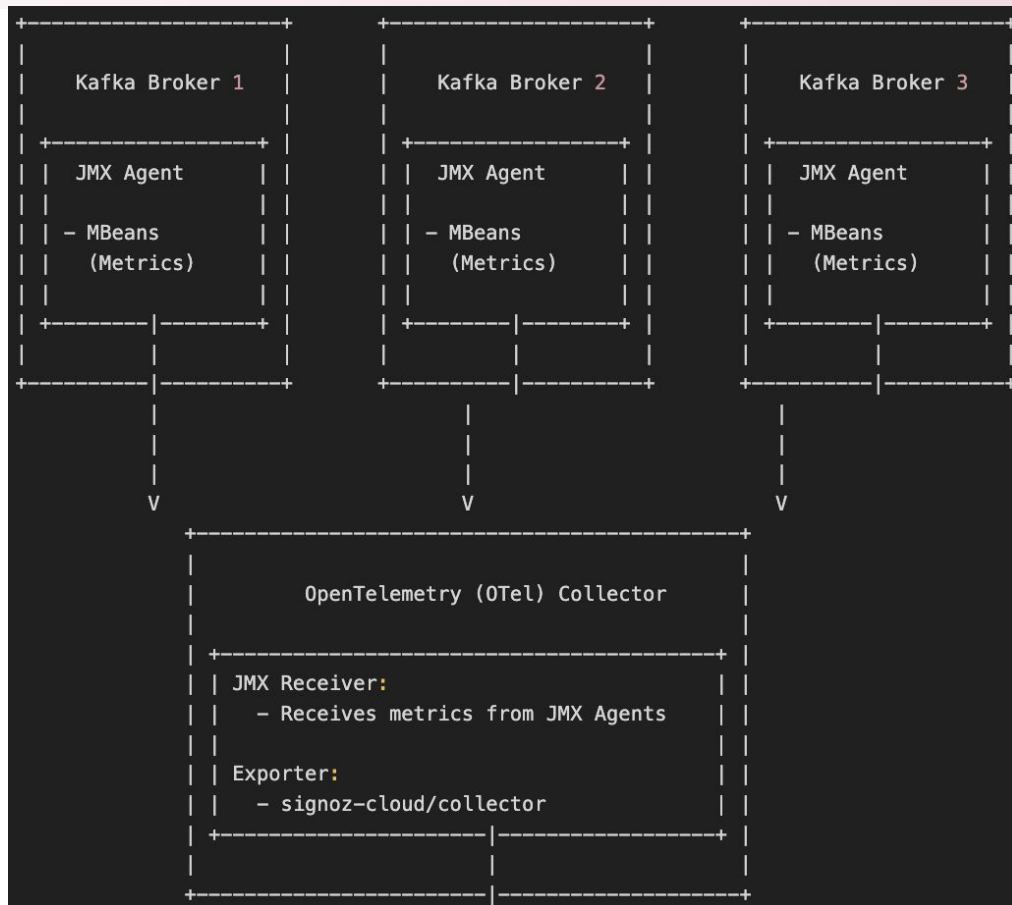 Kafka Broker 1 Kafka Broker 2 Kafka Broker 3
JMX Agent JMX Agent JMX Agent
– MBeans – MBeans – MBeans
(Metrics) (Metrics) (Metrics)
V V V
OpenTelemetry (OTel) Collector
JMX Receiver:
– Receives metrics from JMX Agents
Exporter:
– signoz-cloud/collector